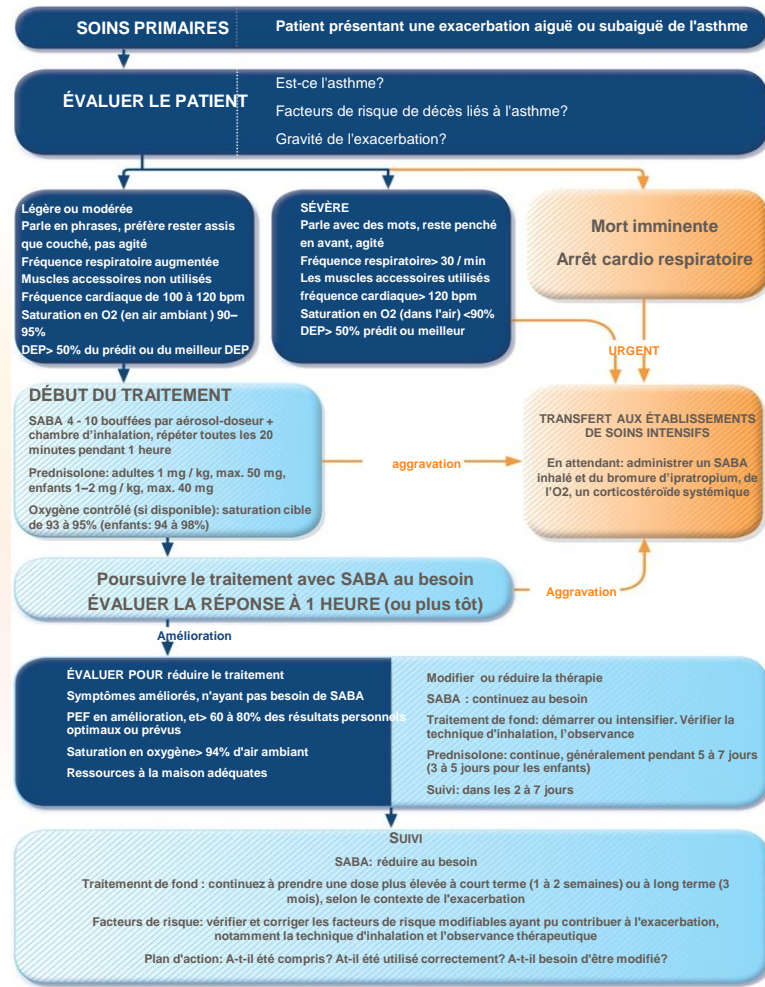 SOINS PRIMAIRES
Patient présentant une exacerbation aiguë ou subaiguë de l'asthme
ÉVALUER LE PATIENT
Est-ce l'asthme?
Facteurs de risque de décès liés à l'asthme?
Gravité de l'exacerbation?
Légère ou modérée
Parle en phrases, préfère rester assis
que couché, pas agité
Fréquence respiratoire augmentée
Muscles accessoires non utilisés
Fréquence cardiaque de 100 à 120 bpm
Saturation en O2 (en air ambiant ) 90–
95%
DEP> 50% du prédit ou du meilleur DEP
SÉVÈRE
Parle avec des mots, reste penché
en avant, agité
Fréquence respiratoire> 30 / min
Les muscles accessoires utilisés
fréquence cardiaque> 120 bpm
Saturation en O2 (dans l'air) <90%
DEP> 50% prédit ou meilleur
Mort imminente
Arrêt cardio respiratoire
URGENT
DÉBUT DU TRAITEMENT
SABA 4 - 10 bouffées par aérosol-doseur +
chambre d'inhalation, répéter toutes les 20
minutes pendant 1 heure
Prednisolone: adultes 1 mg / kg, max. 50 mg,
enfants 1–2 mg / kg, max. 40 mg
Oxygène contrôlé (si disponible): saturation cible
de 93 à 95% (enfants: 94 à 98%)
aggravation
TRANSFERT AUX ÉTABLISSEMENTS
DE SOINS INTENSIFS
En attendant: administrer un SABA
inhalé et du bromure d'ipratropium, de
l'O2, un corticostéroïde systémique
Poursuivre le traitement avec SABA au besoin
ÉVALUER LA RÉPONSE À 1 HEURE (ou plus tôt)
Aggravation
Amélioration
ÉVALUER POUR réduire le traitement
Symptômes améliorés, n'ayant pas besoin de SABA
PEF en amélioration, et> 60 à 80% des résultats personnels
optimaux ou prévus
Saturation en oxygène> 94% d'air ambiant
Ressources à la maison adéquates
Modifier ou réduire la thérapie
SABA : continuez au besoin
Traitement de fond: démarrer ou intensifier. Vérifier la
technique d'inhalation, l'observance
Prednisolone: continue, généralement pendant 5 à 7 jours
(3 à 5 jours pour les enfants)
Suivi: dans les 2 à 7 jours
SUIVI
SABA: réduire au besoin
Traitemennt de fond : continuez à prendre une dose plus élevée à court terme (1 à 2 semaines) ou à long terme (3
mois), selon le contexte de l'exacerbation
Facteurs de risque: vérifier et corriger les facteurs de risque modifiables ayant pu contribuer à l'exacerbation,
notamment la technique d'inhalation et l'observance thérapeutique
Plan d'action: A-t-il été compris? At-il été utilisé correctement? A-t-il besoin d'être modifié?